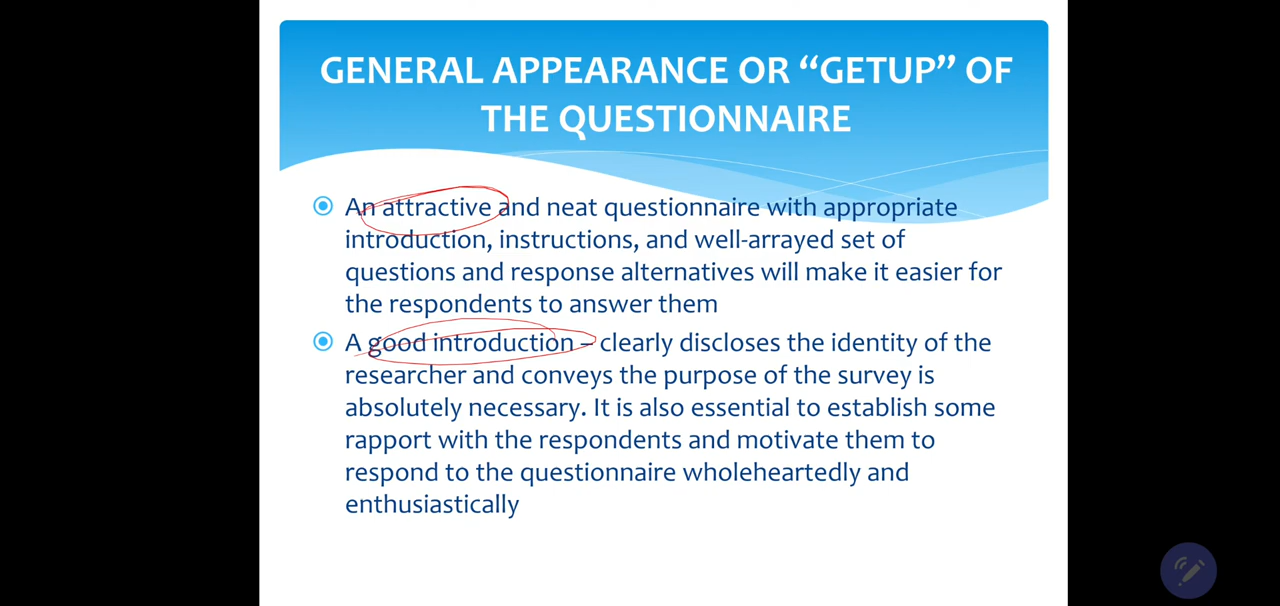 GENERAL APPEARANCE OR “GETUP” OF
THE QUESTIONNAIRE
An attractive and neat questionnaire with appropriate
introduction, instructions, and well-arrayed set of
questions and response alternatives will make it easier for
the respondents to answer them
A good introduction – clearly discloses the identity of the
researcher and conveys the purpose of the survey is
absolutely necessary. It is also essential to establish some
rapport with the respondents and motivate them to
respond to the questionnaire wholeheartedly and
enthusiastically